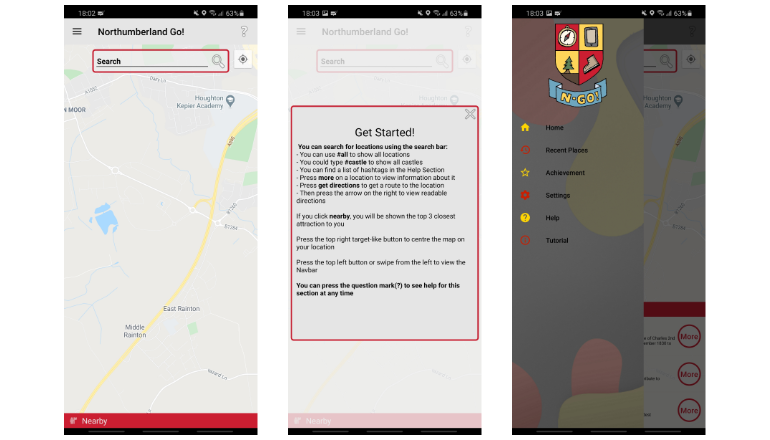 18:02
63%
Northumberland Go!
?
Search
Houghton
Kepier Academy
N MOOR
A690
B1260
B1284
East Rainton
Middle
Rainton
Nearby
18:03
63%
Northumberland Go!
?
Search
Houghton
Get Started!
You can search for locations using the search bar:
- You can use #all to show all locations
- You could type #castle to show all castles
- You can find a list of hashtags in the Help Section
- Press more on a location to view information about it
- Press get directions to get a route to the location
- Then press the arrow on the right to view readable
directions
If you click nearby, you will be shown the top 3 closest
attraction to you
Press the top right target-like button to centre the map on
your location
Press the top left button or swipe from the left to view the
Navbar
You can press the question mark(?) to see help for this
section at any time
Nearby
18:03
63%
N·GO!
Home
Recent Places
Achievement
Settings
? Help
Tutorial
of Charles 2nd
More
More
More